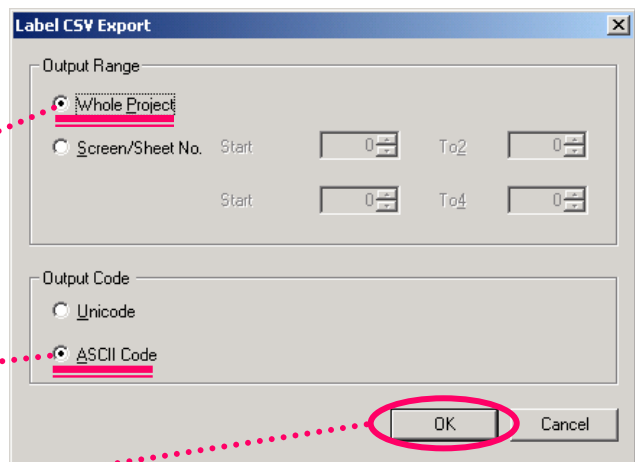 Label CSV Export
Output Range
Whole Project
Screen/Sheet No. Start 0 To2 0
Start 0 To4 0
Output Code
Unicode
ASCII Code
OK Cancel